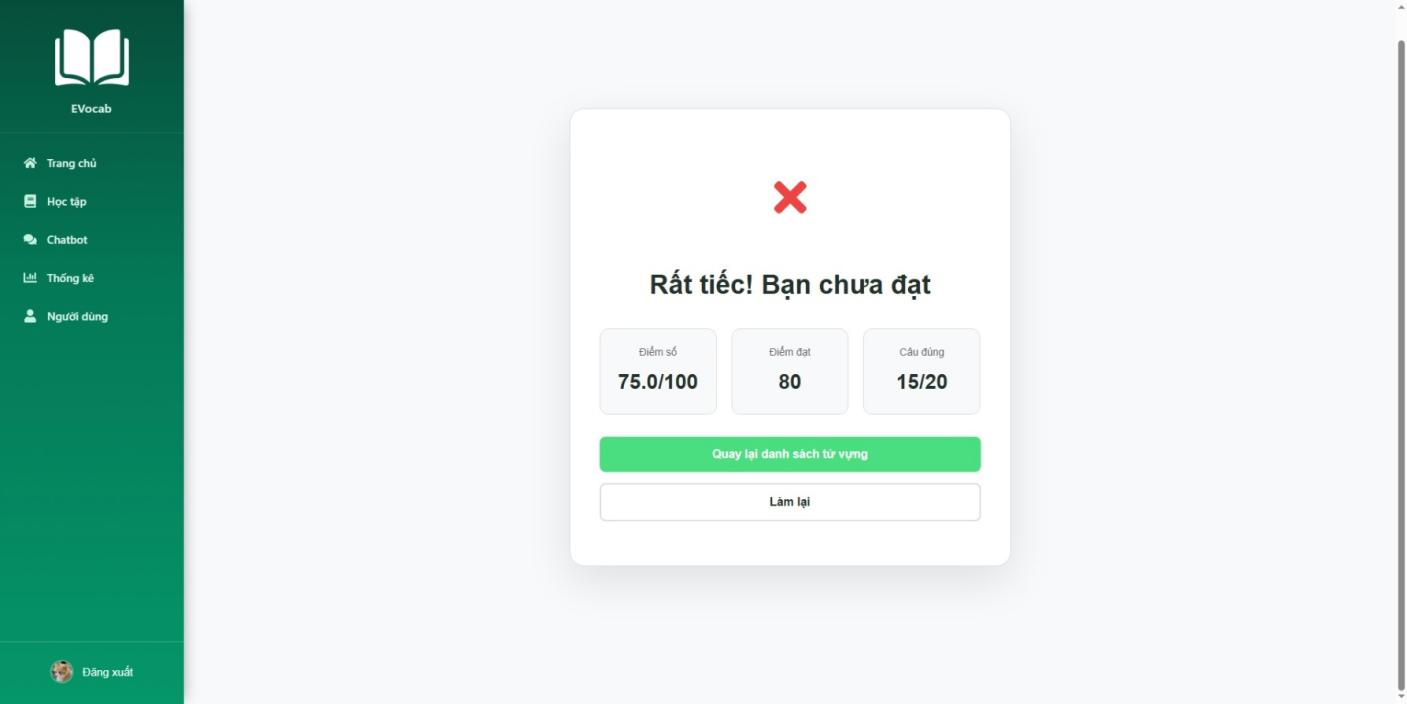 EVocab
Trang chủ
Học tập
Chatbot
Thống kê
Người dùng
Đăng xuất
Rất tiếc! Bạn chưa đạt
Điểm số
75.0/100
Điểm đạt
80
Câu đúng
15/20
Quay lại danh sách từ vựng
Làm lại